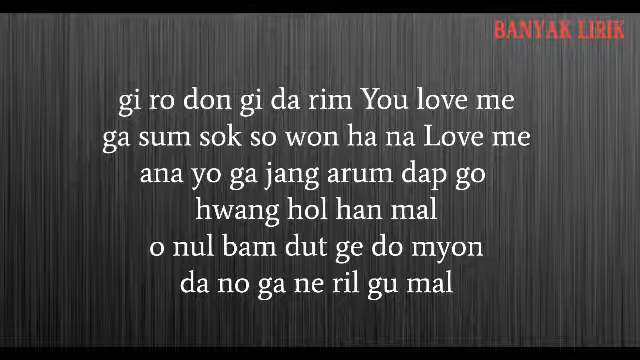 BANYAK LIRIK
gi ro don gi da rim You love me
ga sum sok so won ha na Love me
ana yo ga jang arum dap go
hwang hol han mal
o nul bam dut ge do myon
da no ga ne ril gu mal